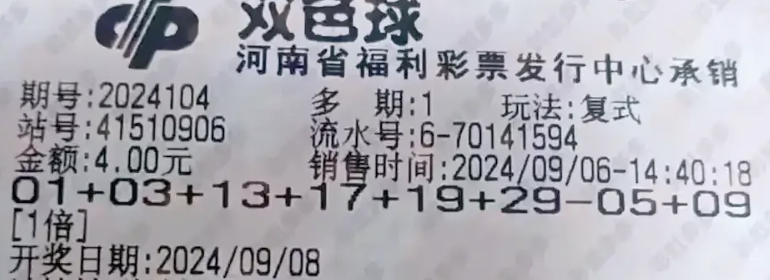 双色球
河南省福利彩票发行中心承销
期号:2024104 多 期:1 玩法:复式
站号:41510906 流水号:6-70141594
金额:4.00元 销售时间:2024/09/06-14:40:18
01+03+13+17+19+29-05+09
[1倍]
开奖日期:2024/09/08